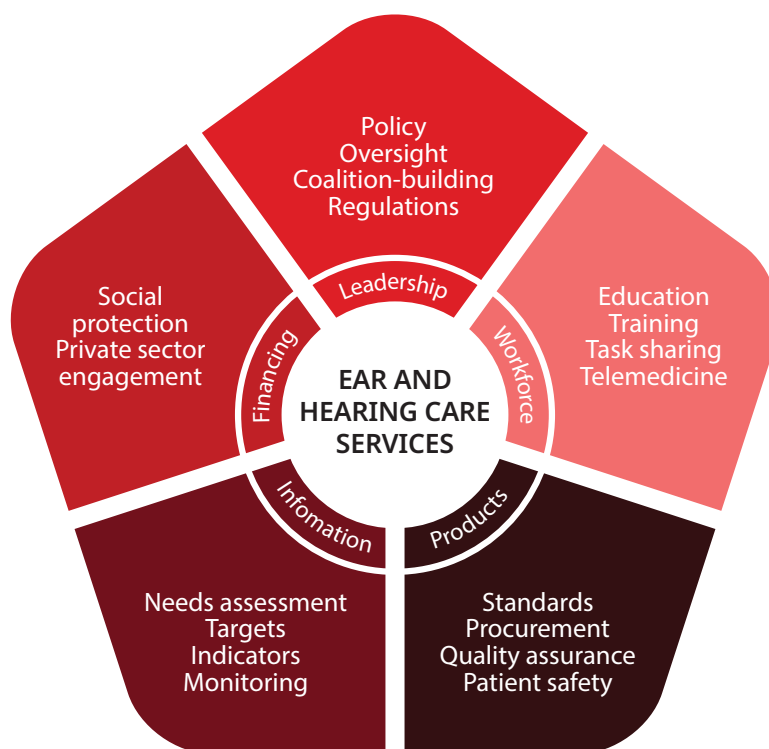 Policy
Oversight
Coalition-building
Regulations
Leadership
Social
protection
Private sector
engagement
Financing
Education
Training
Task sharing
Telemedicine
Workforce
EAR AND
HEARING CARE
SERVICES
Infomation
Needs assessment
Targets
Indicators
Monitoring
Products
Standards
Procurement
Quality assurance
Patient safety